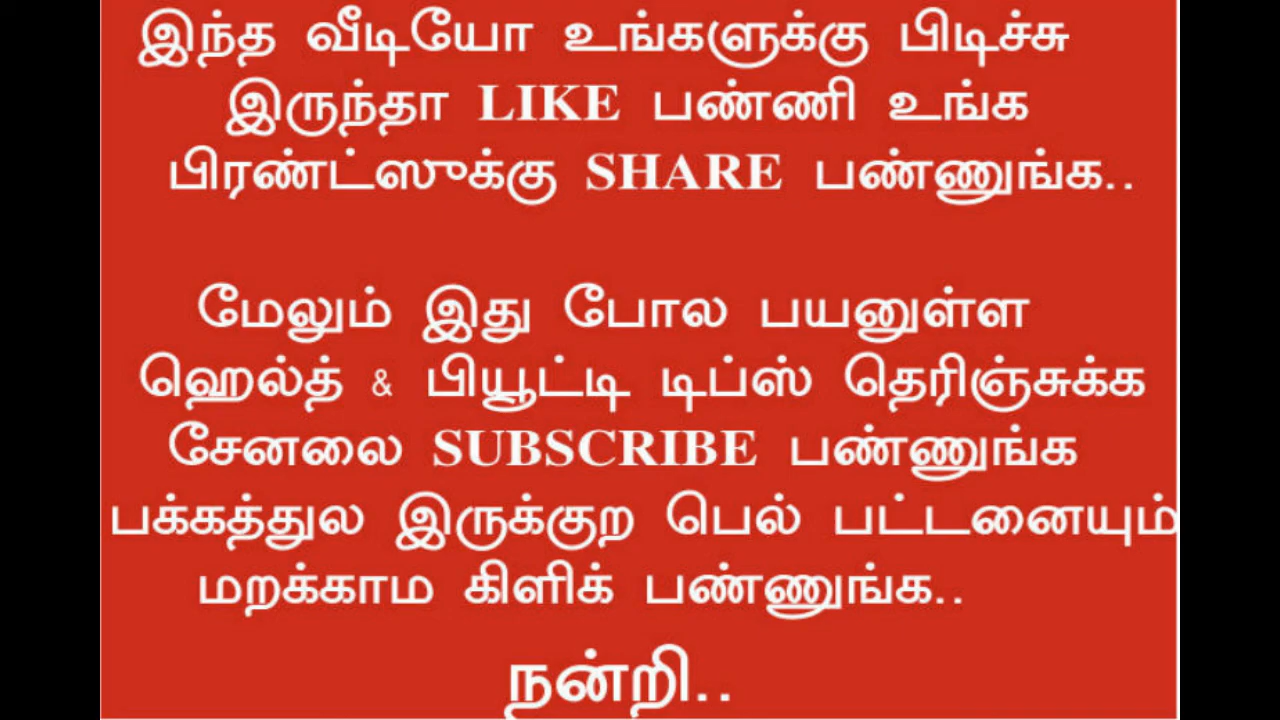 இந்த வீடியோ உங்களுக்கு பிடிச்சு
இருந்தா LIKE பண்ணி உங்க
பிரண்ட்ஸுக்கு SHARE பண்ணுங்க..
மேலும் இது போல பயனுள்ள
ஹெல்த் & பியூட்டி டிப்ஸ் தெரிஞ்சுக்க
சேனலை SUBSCRIBE பண்ணுங்க
பக்கத்துல இருக்குற பெல் பட்டனையும்
மறக்காம கிளிக் பண்ணுங்க..
நன்றி..